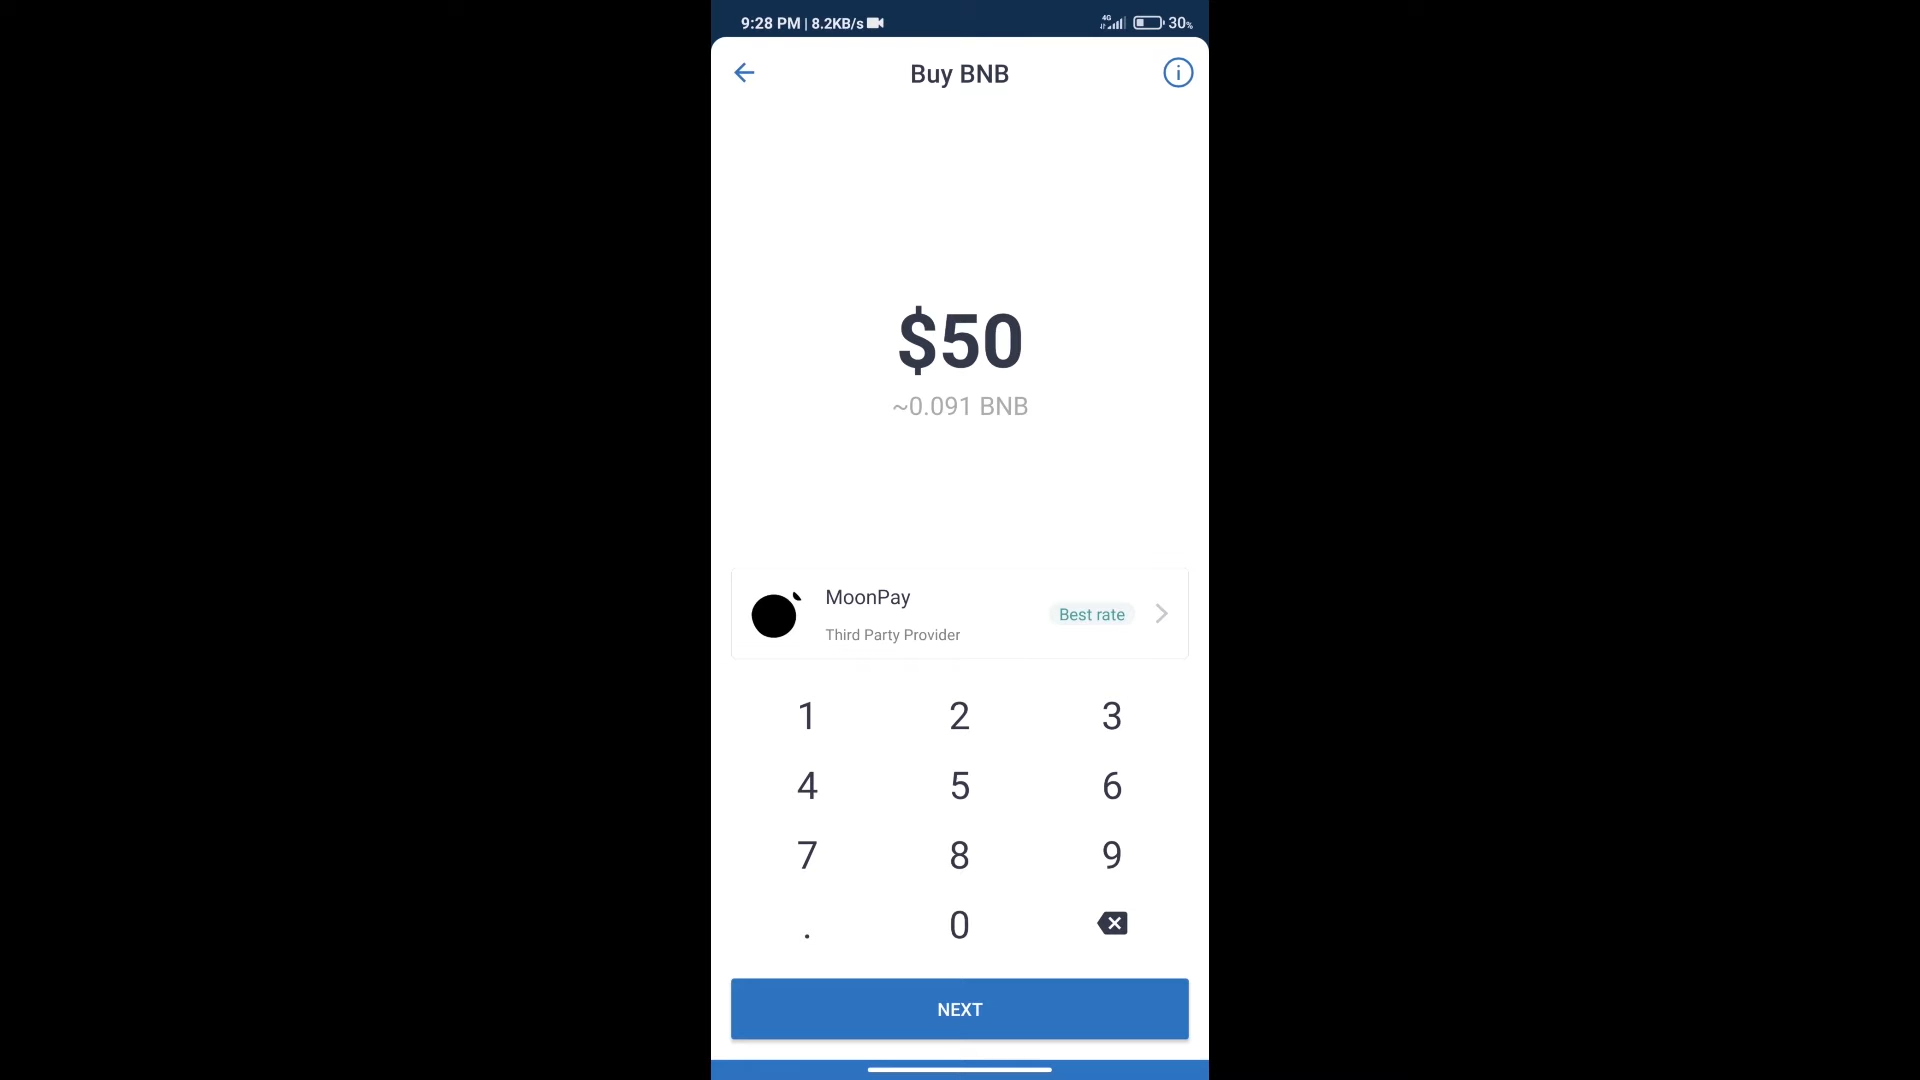 9:28 PM | 8.2KB/s
4G
30%
Buy BNB
$50
~0.091 BNB
MoonPay
Best rate
Third Party Provider
1 2 3
4 5 6
7 8 9
. 0
NEXT